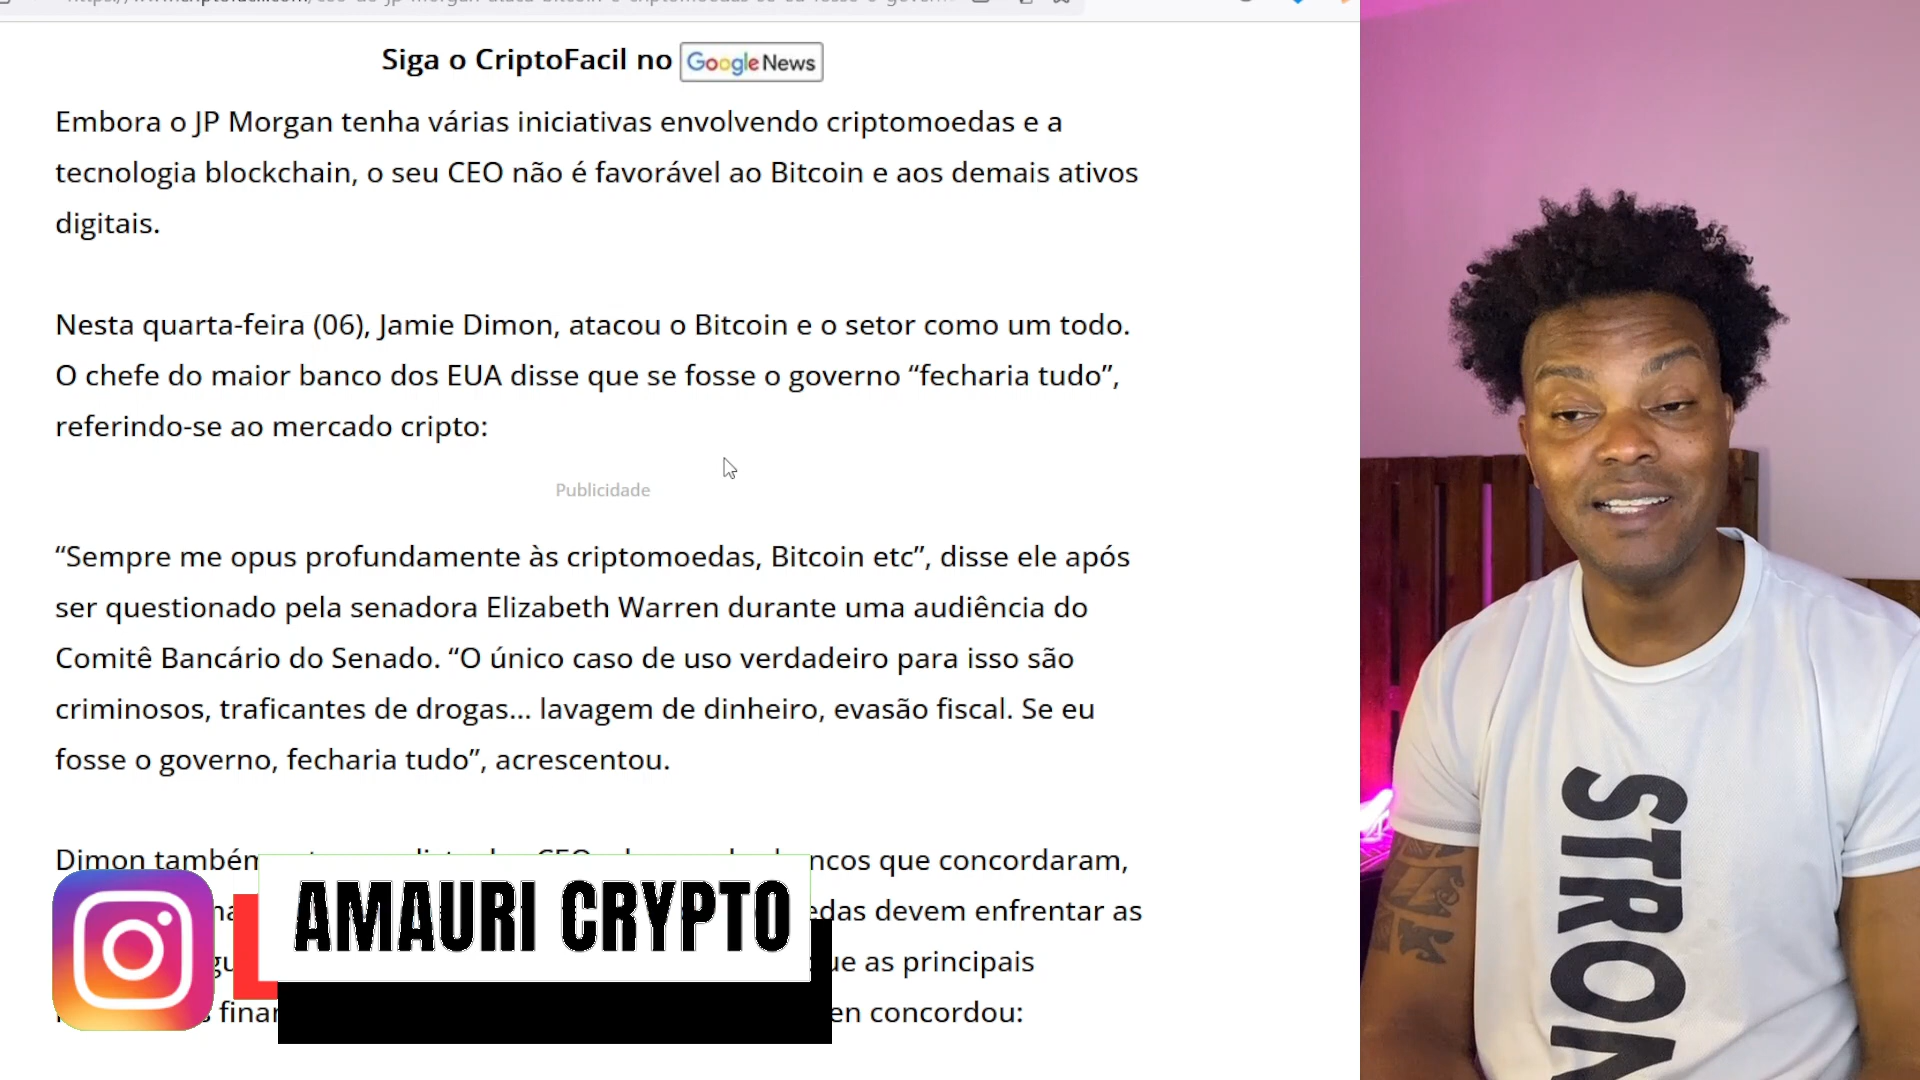 Siga o CriptoFacil no Google News
Embora o JP Morgan tenha várias iniciativas envolvendo criptomoedas e a
tecnologia blockchain, o seu CEO não é favorável ao Bitcoin e aos demais ativos
digitais.
Nesta quarta-feira (06), Jamie Dimon, atacou o Bitcoin e o setor como um todo.
O chefe do maior banco dos EUA disse que se fosse o governo “fecharia tudo”,
referindo-se ao mercado cripto:
Publicidade
“Sempre me opus profundamente às criptomoedas, Bitcoin etc”, disse ele após
ser questionado pela senadora Elizabeth Warren durante uma audiência do
Comitê Bancário do Senado. “O único caso de uso verdadeiro para isso são
criminosos, traficantes de drogas... lavagem de dinheiro, evasão fiscal. Se eu
fosse o governo, fecharia tudo”, acrescentou.
Dimon também que concordaram,
devem enfrentar as
as principais
concordou:
AMAURI CRYPTO
STRON